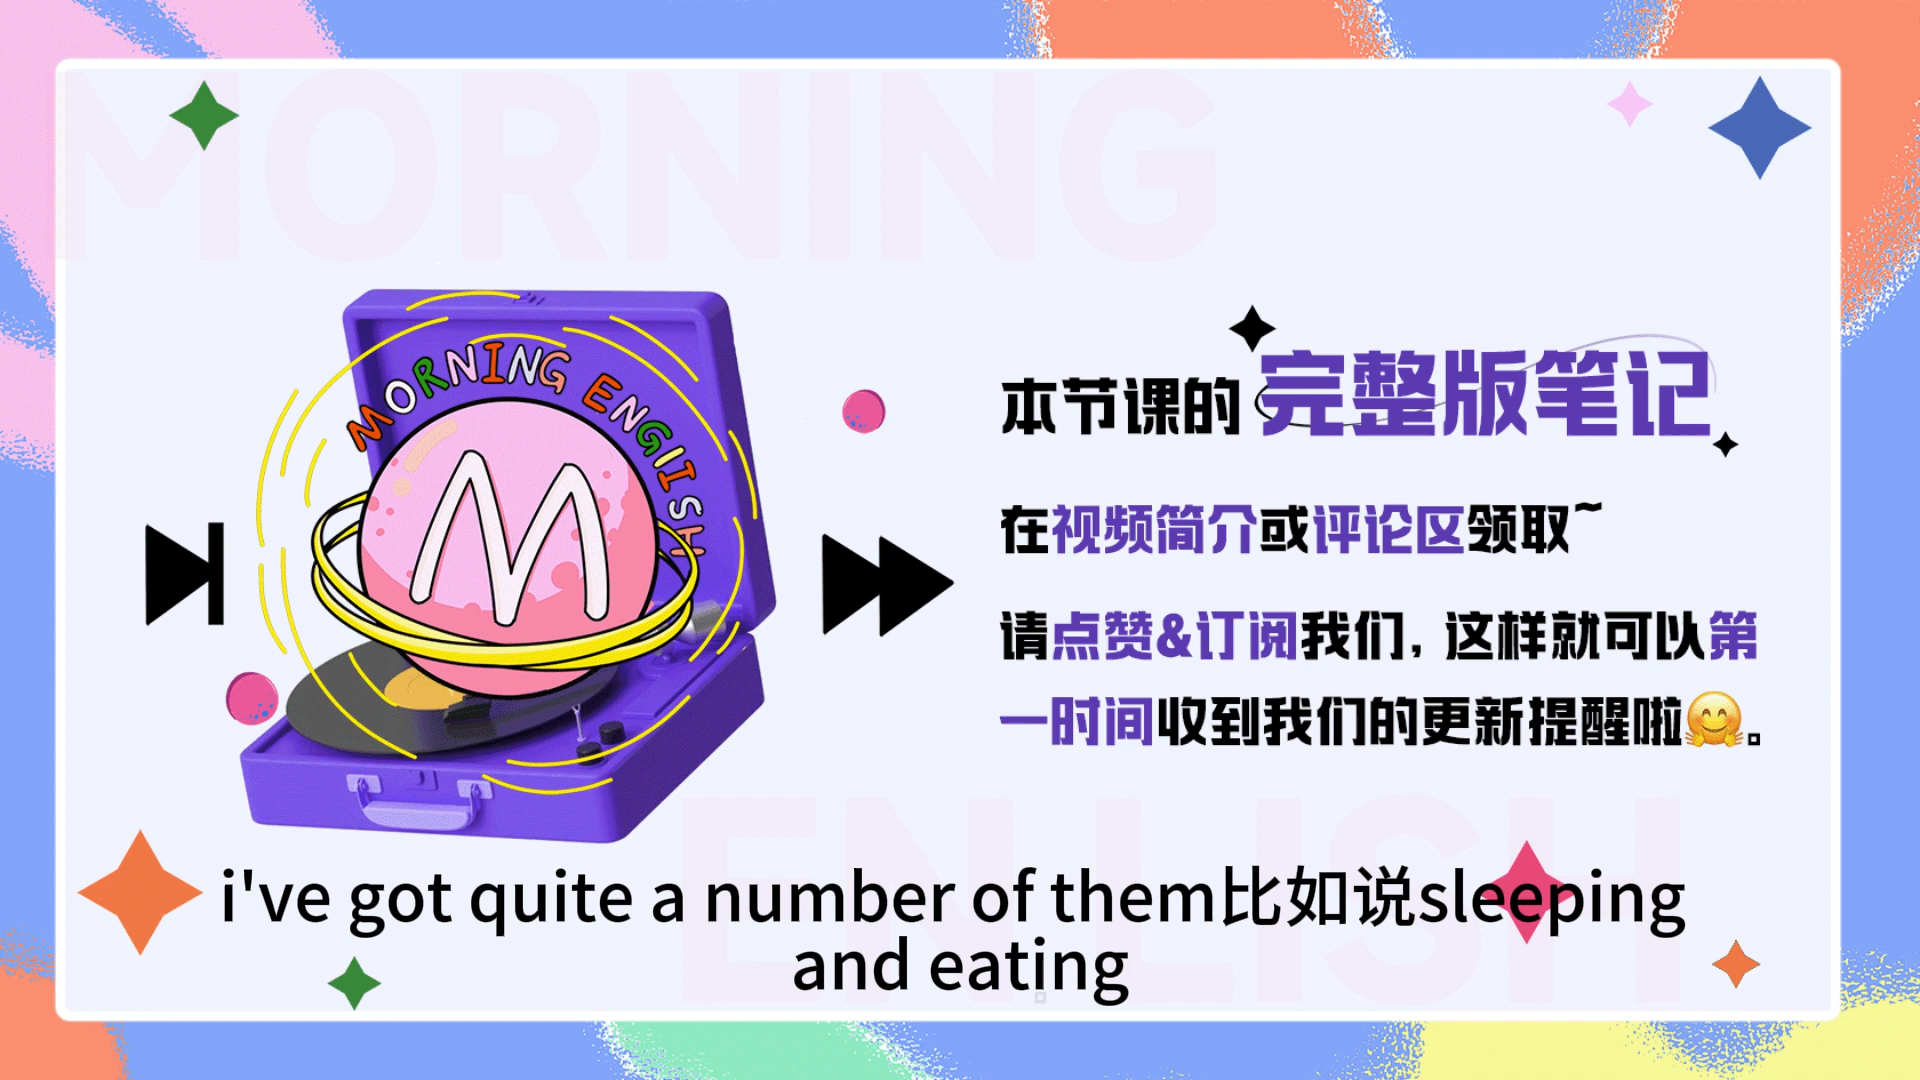 MORNING
MORNING ENGLISH
M
本节课的完整版笔记
在视频简介或评论区领取~
请点赞&订阅我们，这样就可以第
一时间收到我们的更新提醒啦🤗。
i've got quite a number of them比如说sleeping
and eating